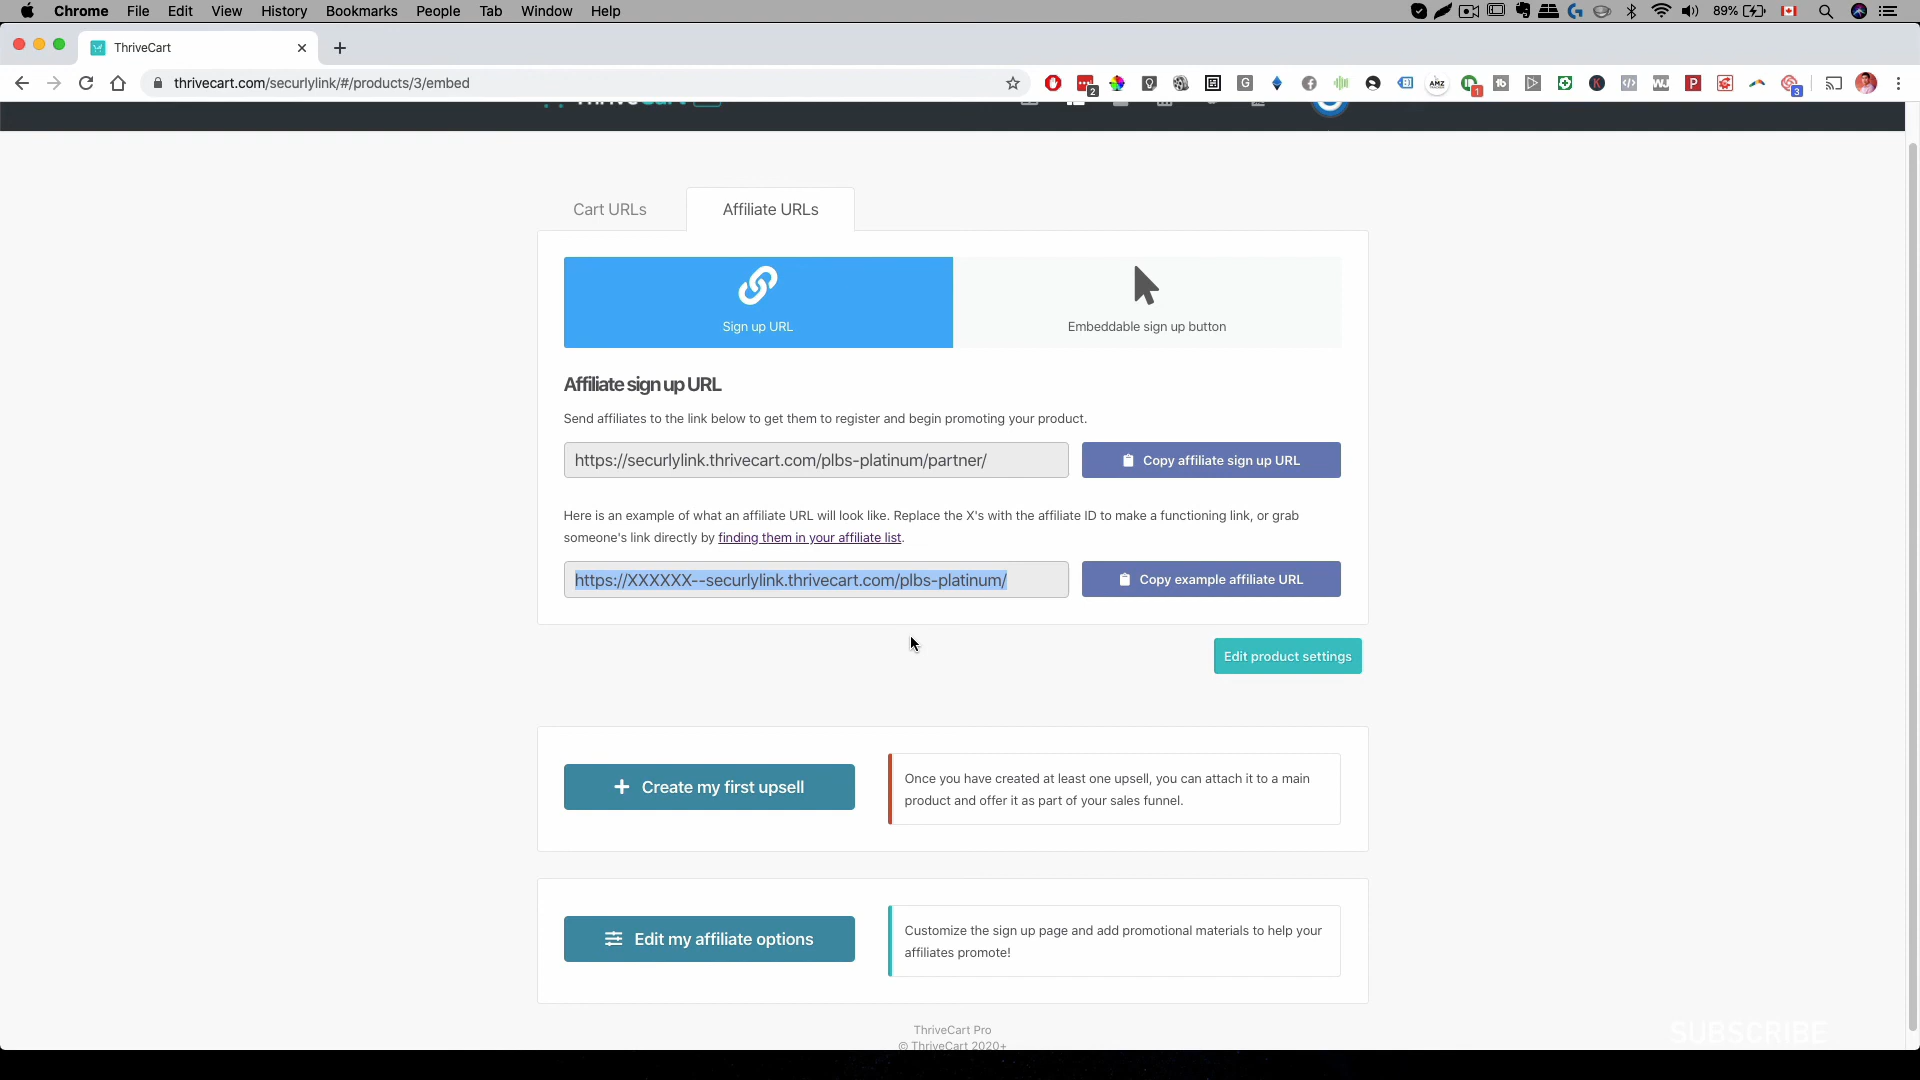 Chrome File Edit View History Bookmarks People Tab Window Help 89%
ThriveCart
thrivecart.com/securlylink/#/products/3/embed
Cart URLs
Affiliate URLs
Sign up URL
Embeddable sign up button
Affiliate sign up URL
Send affiliates to the link below to get them to register and begin promoting your product.
https://securlylink.thrivecart.com/plbs-platinum/partner/
Copy affiliate sign up URL
Here is an example of what an affiliate URL will look like. Replace the X's with the affiliate ID to make a functioning link, or grab
someone's link directly by finding them in your affiliate list.
https://XXXXXX--securlylink.thrivecart.com/plbs-platinum/
Copy example affiliate URL
Edit product settings
Create my first upsell
Once you have created at least one upsell, you can attach it to a main
product and offer it as part of your sales funnel.
Edit my affiliate options
Customize the sign up page and add promotional materials to help your
affiliates promote!
ThriveCart Pro
© ThriveCart 2020+
SUBSCRIBE